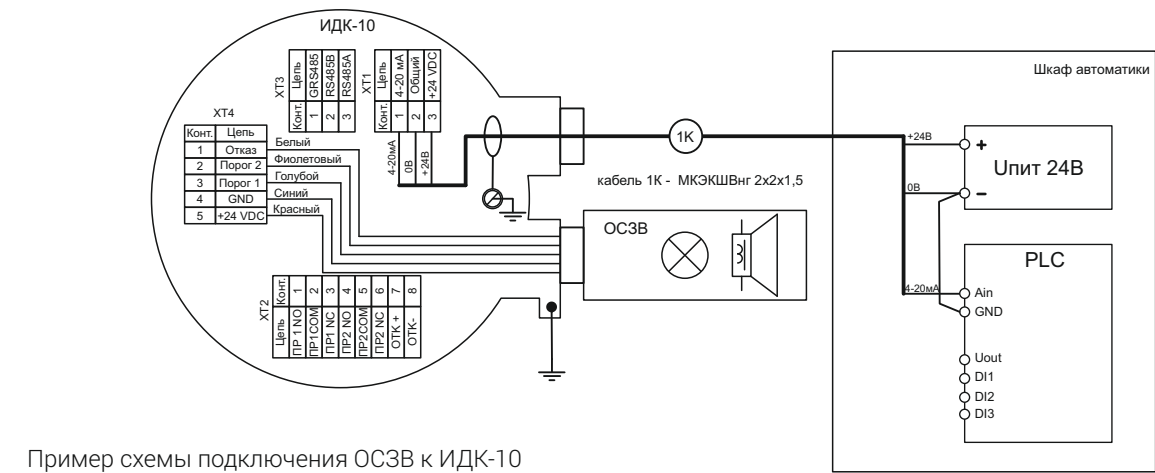 ИДК-10
XT3
Конт. Цепь
1 GRS485
2 RS485B
3 RS485A
XT1
Конт. Цепь
1 4-20 мА
2 Общий
3 +24 VDC
4-20мА
0В
+24В
XT4
Конт. Цепь
1 Отказ
2 Порог 2
3 Порог 1
4 GND
5 +24 VDC
Белый
Фиолетовый
Голубой
Синий
Красный
XT2
Цепь Конт.
ПР 1 NO 1
ПР1COM 2
ПР1 NC 3
ПР2 NO 4
ПР2COM 5
ПР2 NC 6
ОТК + 7
ОТК- 8
1К
кабель 1К - МКЭКШВнг 2x2x1,5
ОСЗВ
Шкаф автоматики
+24В
+
Uпит 24В
0В
-
PLC
4-20мА
Ain
GND
Uout
DI1
DI2
DI3
Пример схемы подключения ОСЗВ к ИДК-10